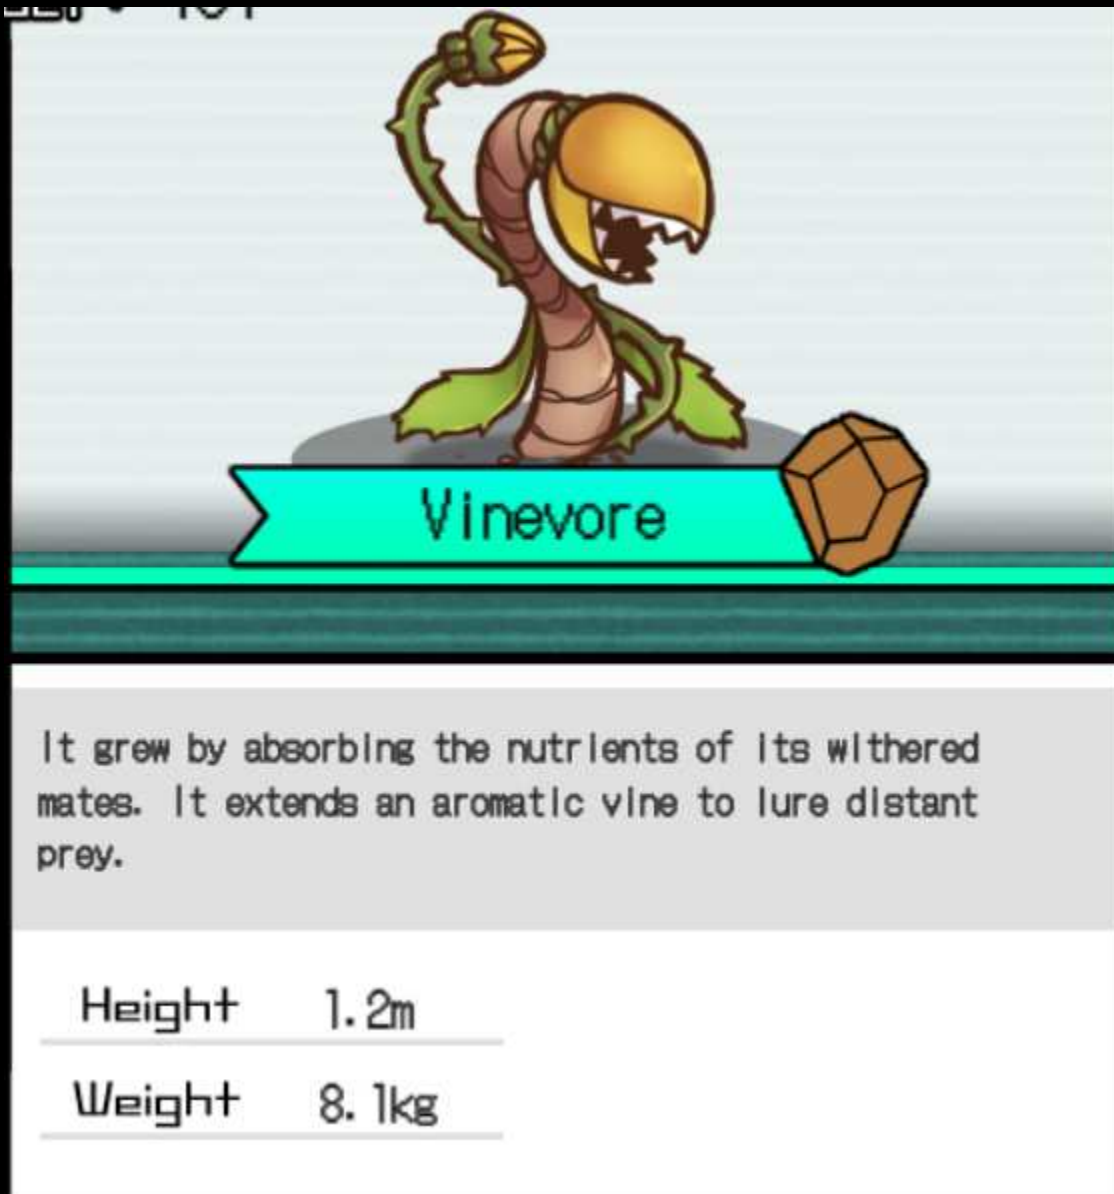 Vinevore
It grew by absorbing the nutrients of its withered
mates. It extends an aromatic vine to lure distant
prey.
Height 1.2m
Weight 8.1kg